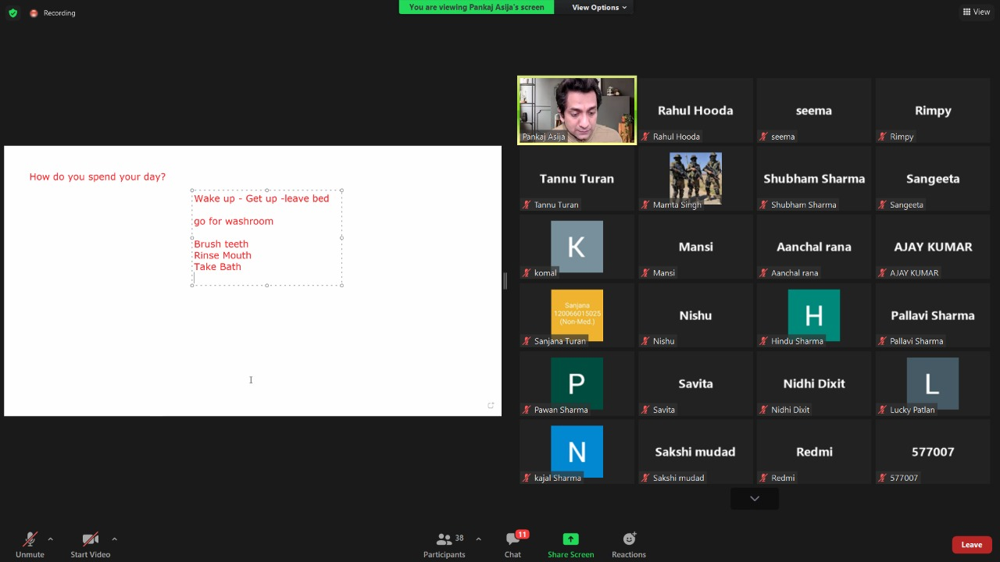 Recording
You are viewing Pankaj Asija's screen
View Options
View
How do you spend your day?
Wake up - Get up -leave bed
go for washroom
Brush teeth
Rinse Mouth
Take Bath
Pankaj Asija
Rahul Hooda
Rahul Hooda
seema
seema
Rimpy
Rimpy
Tannu Turan
Tannu Turan
Mamta Singh
Shubham Sharma
Shubham Sharma
Sangeeta
Sangeeta
K
komal
Mansi
Mansi
Aanchal rana
Aanchal rana
AJAY KUMAR
AJAY KUMAR
Sanjana
120066015025
(Non-Med.)
Sanjana Turan
Nishu
Nishu
H
Hindu Sharma
Pallavi Sharma
Pallavi Sharma
P
Pawan Sharma
Savita
Savita
Nidhi Dixit
Nidhi Dixit
L
Lucky Patlan
N
kajal Sharma
Sakshi mudad
Sakshi mudad
Redmi
Redmi
577007
577007
Unmute
Start Video
38
Participants
11
Chat
Share Screen
Reactions
Leave